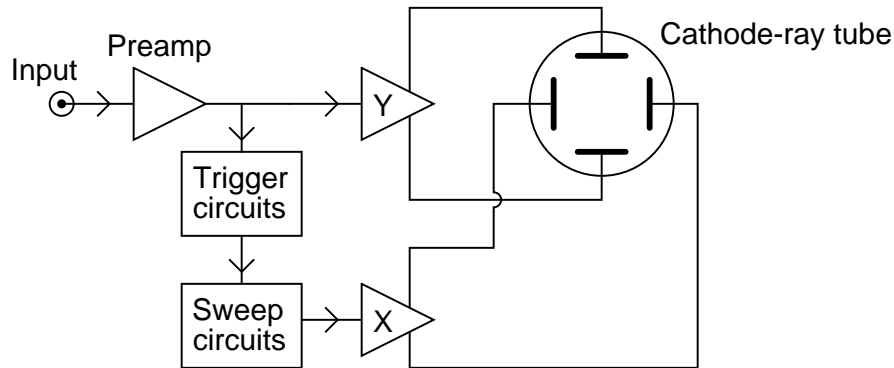 Preamp
Cathode-ray tube
Input
Y
Trigger
circuits
Sweep
circuits
X